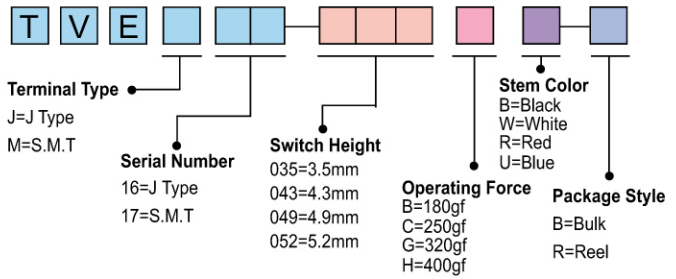 T V E
Terminal Type
J=J Type
M=S.M.T
Serial Number
16=J Type
17=S.M.T
Switch Height
035=3.5mm
043=4.3mm
049=4.9mm
052=5.2mm
Operating Force
B=180gf
C=250gf
G=320gf
H=400gf
Stem Color
B=Black
W=White
R=Red
U=Blue
Package Style
B=Bulk
R=Reel